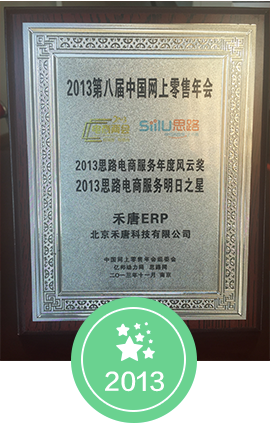 2013第八届中国网上零售年会
SiilU思路
2013思路电商服务年度风云奖
2013思路电商服务明日之星
禾唐ERP
北京禾唐科技有限公司
中国网上零售年会组委会
亿邦动力网 思路网
二〇一三年十一月 南京
2013